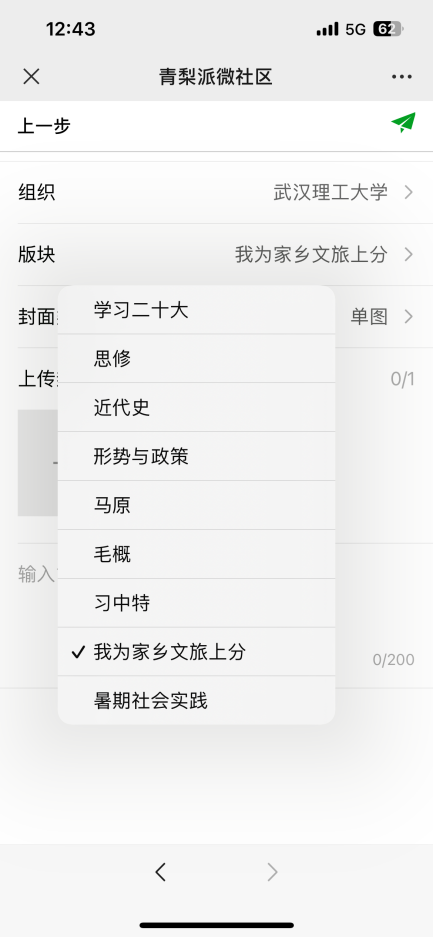 12:43
5G
62
青梨派微社区
上一步
组织
武汉理工大学
版块
我为家乡文旅上分
封面
单图
学习二十大
思修
上传
0/1
近代史
形势与政策
马原
毛概
输入
习中特
我为家乡文旅上分
0/200
暑期社会实践